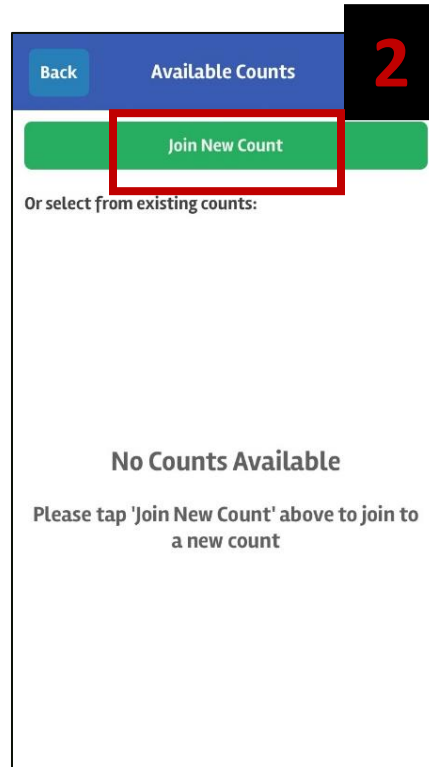 Back
Available Counts
2
Join New Count
Or select from existing counts:
No Counts Available
Please tap 'Join New Count' above to join to
a new count